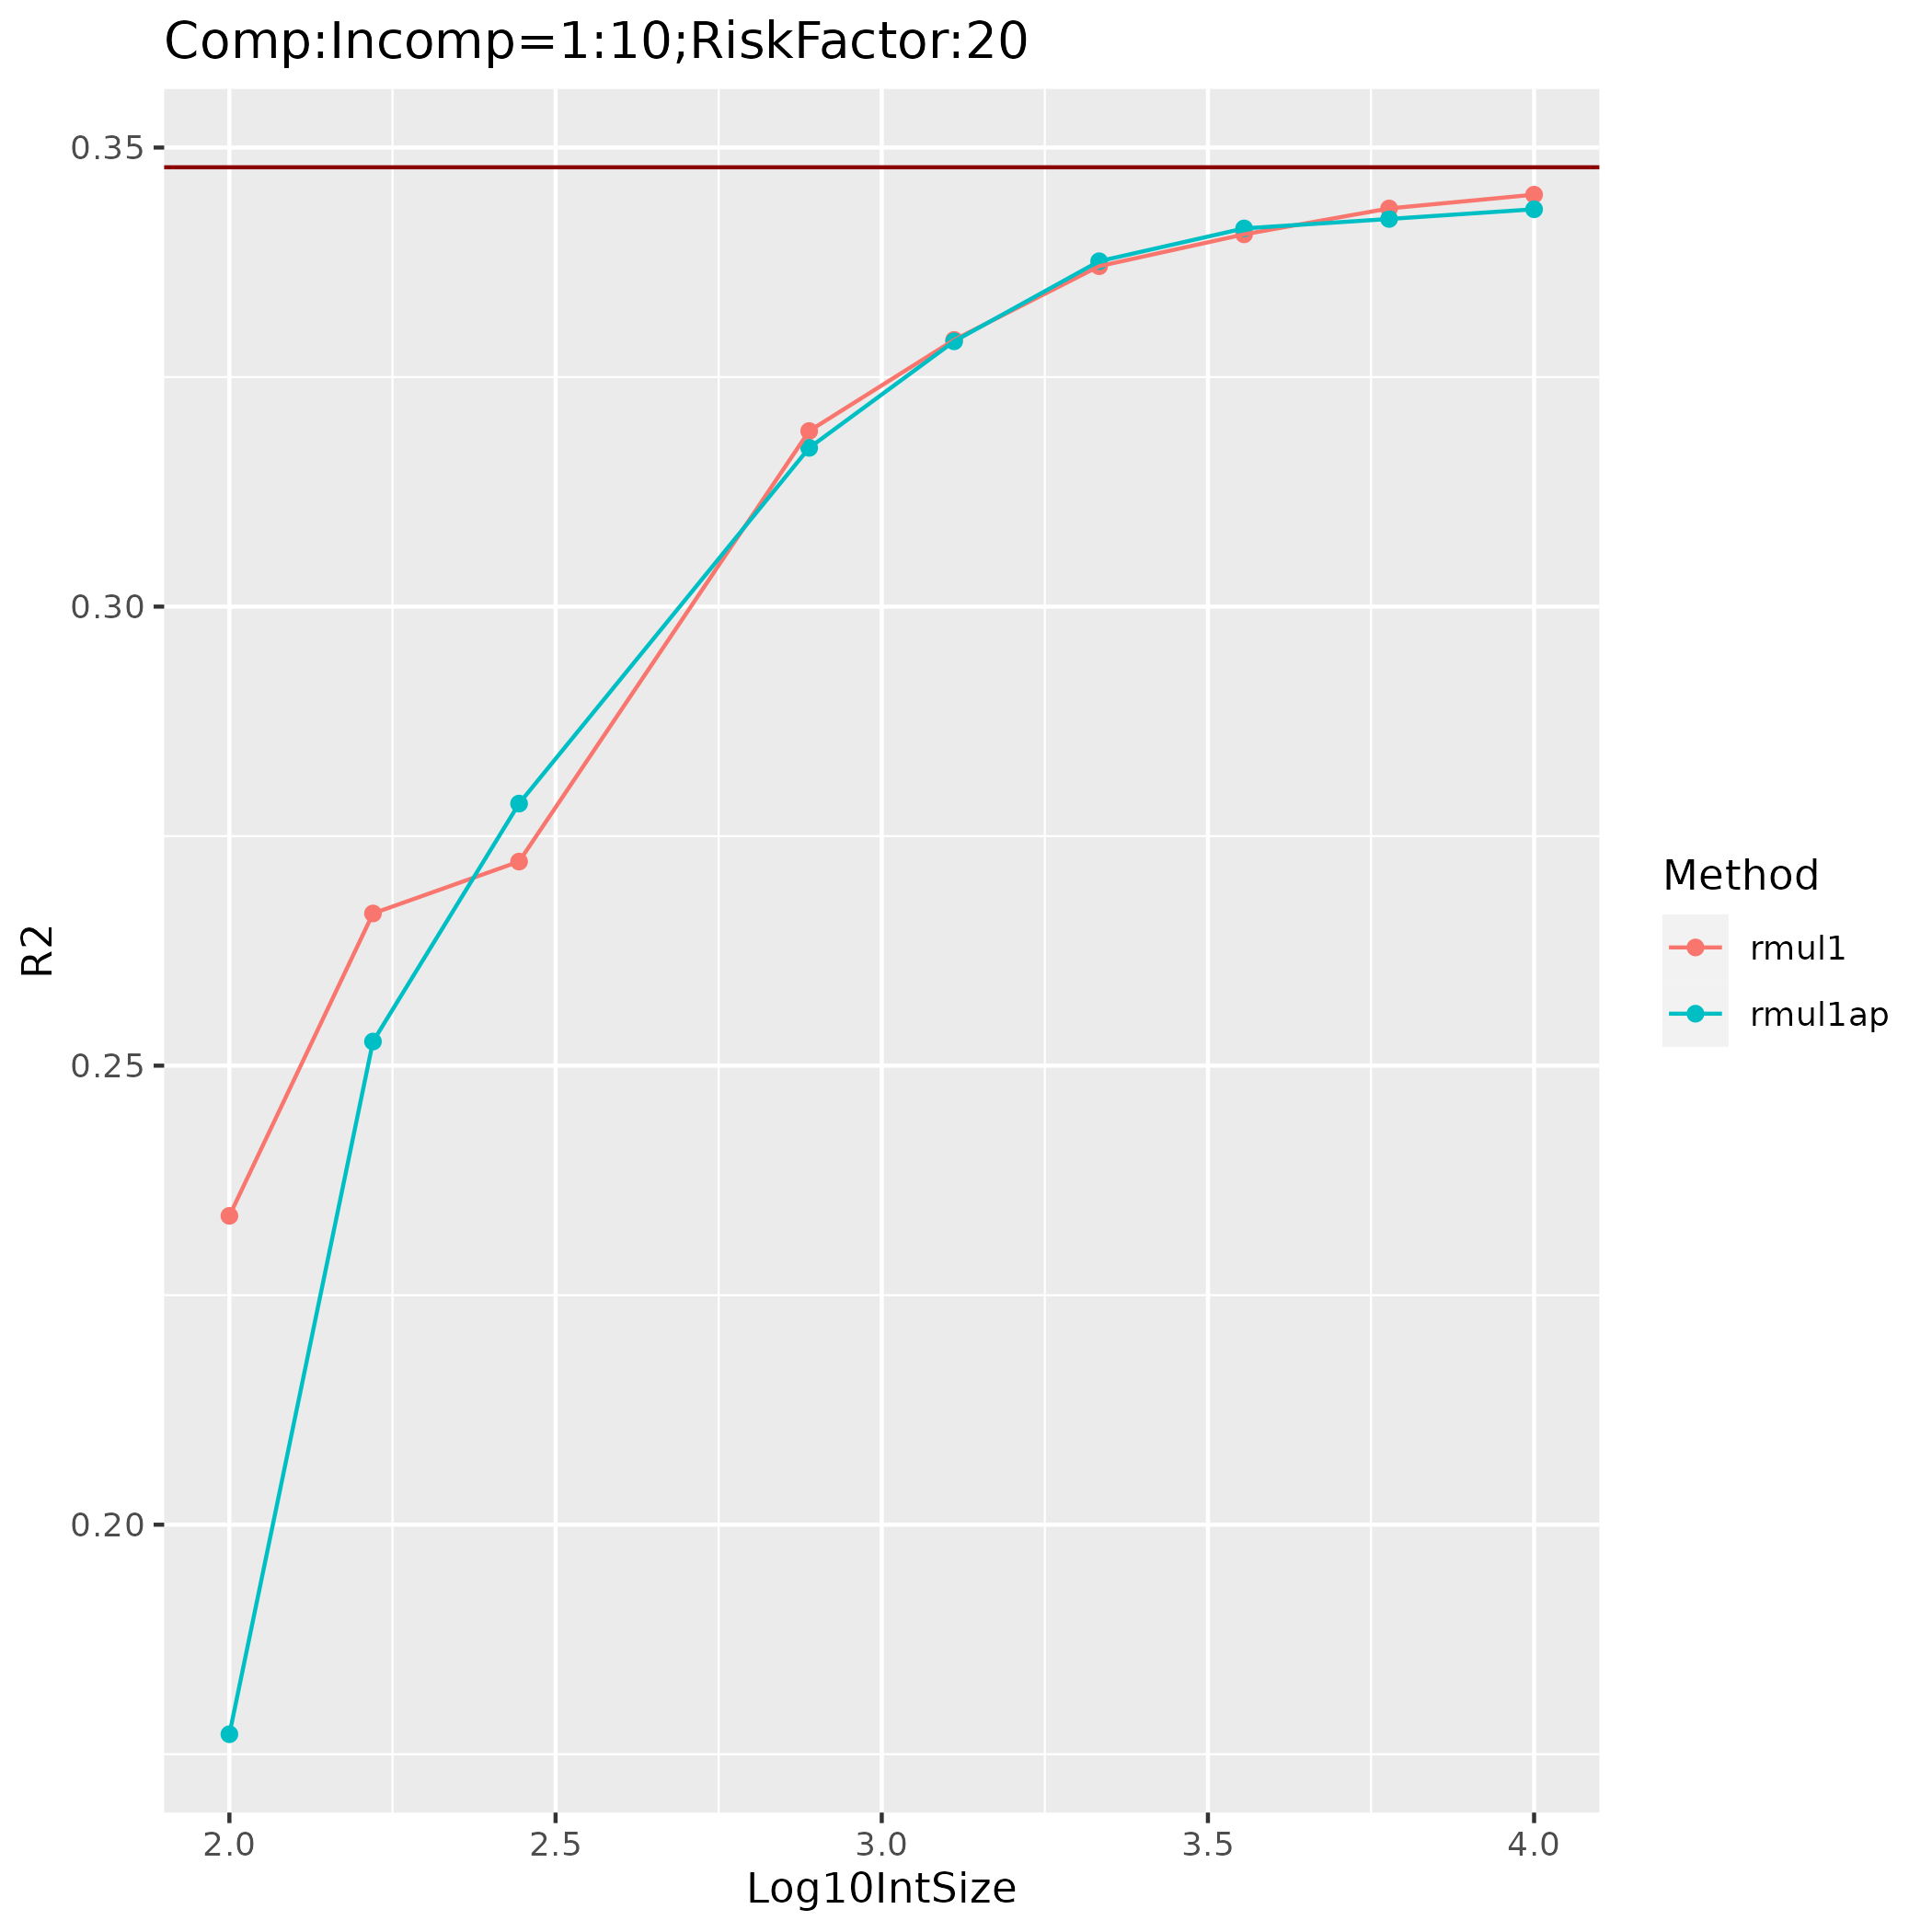 Comp:Incomp=1:10;RiskFactor:20
0.35
0.30
0.25
0.20
R2
2.0 2.5 3.0 3.5 4.0
Log10IntSize
Method
rmul1
rmul1ap